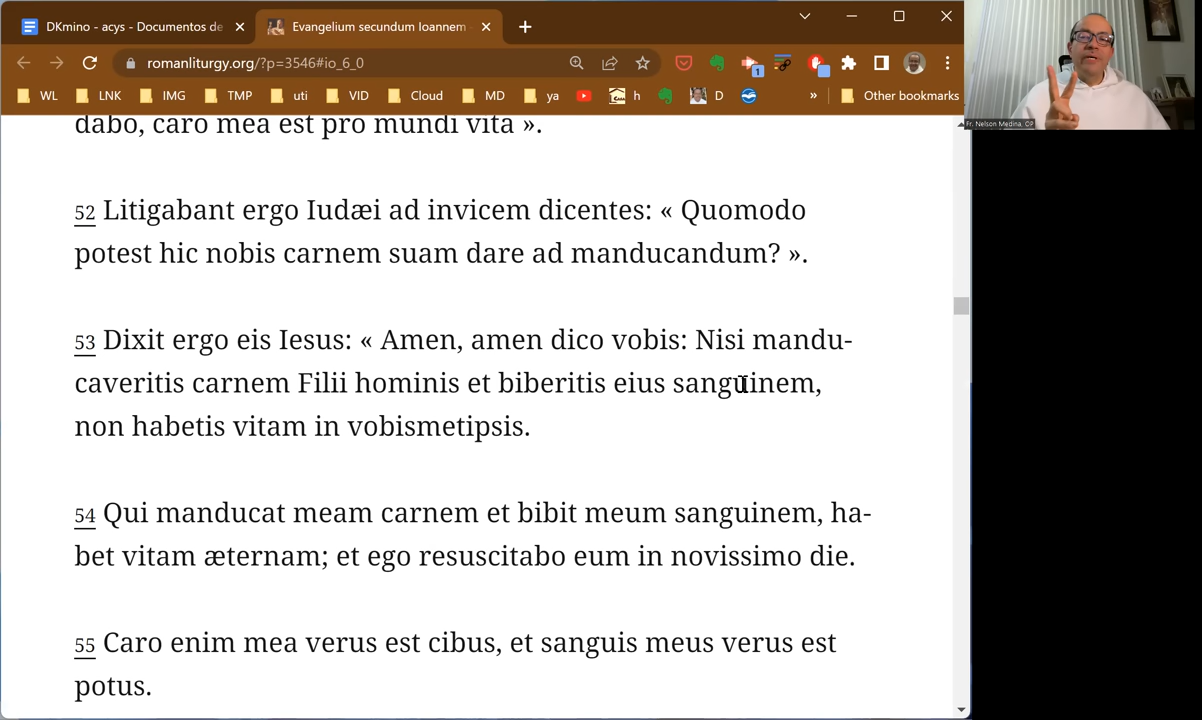 DKmino - acys - Documentos de
Evangelium secundum Ioannem
romanliturgy.org/?p=3546#io_6_0
1
WL LNK IMG TMP uti VID Cloud MD ya h D » Other bookmarks
Fr. Nelson Medina, OP
dabo, caro mea est pro mundi vita ».
52 Litigabant ergo Iudæi ad invicem dicentes: « Quomodo
potest hic nobis carnem suam dare ad manducandum? ».
53 Dixit ergo eis Iesus: « Amen, amen dico vobis: Nisi mandu-
caveritis carnem Filii hominis et biberitis eius sanguinem,
non habetis vitam in vobismetipsis.
54 Qui manducat meam carnem et bibit meum sanguinem, ha-
bet vitam æternam; et ego resuscitabo eum in novissimo die.
55 Caro enim mea verus est cibus, et sanguis meus verus est
potus.